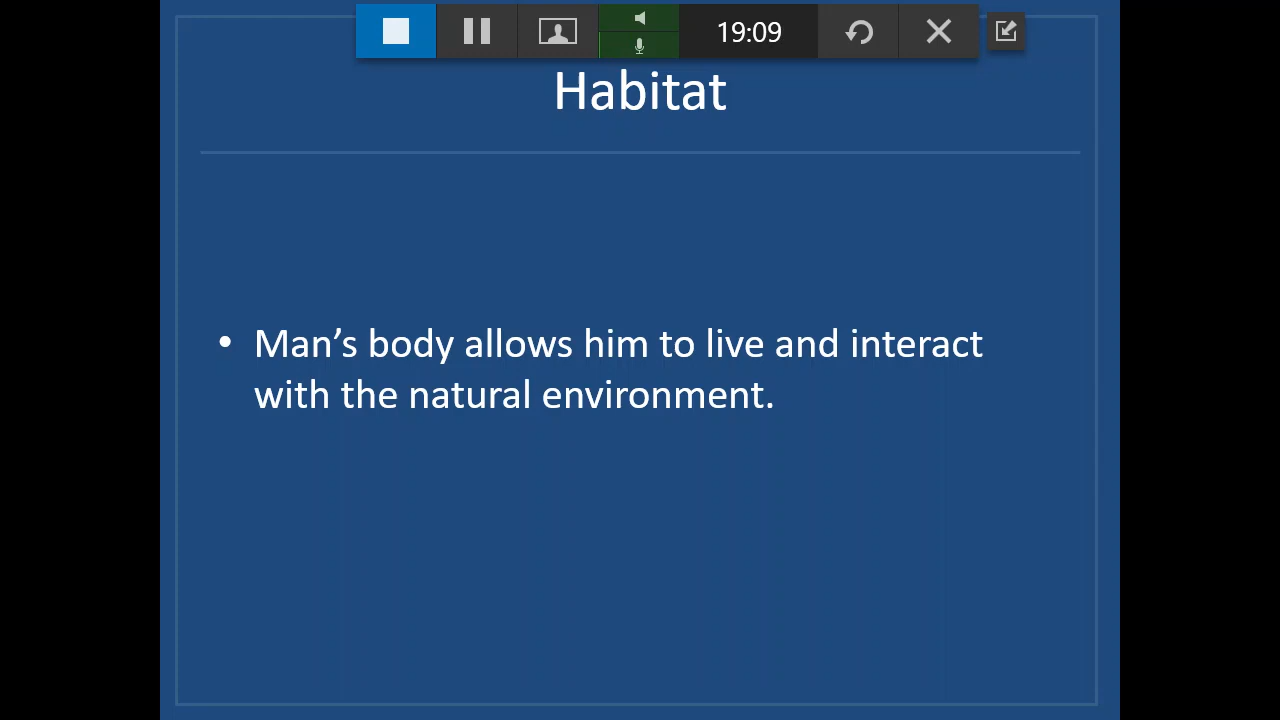 19:09
Habitat
• Man’s body allows him to live and interact
with the natural environment.